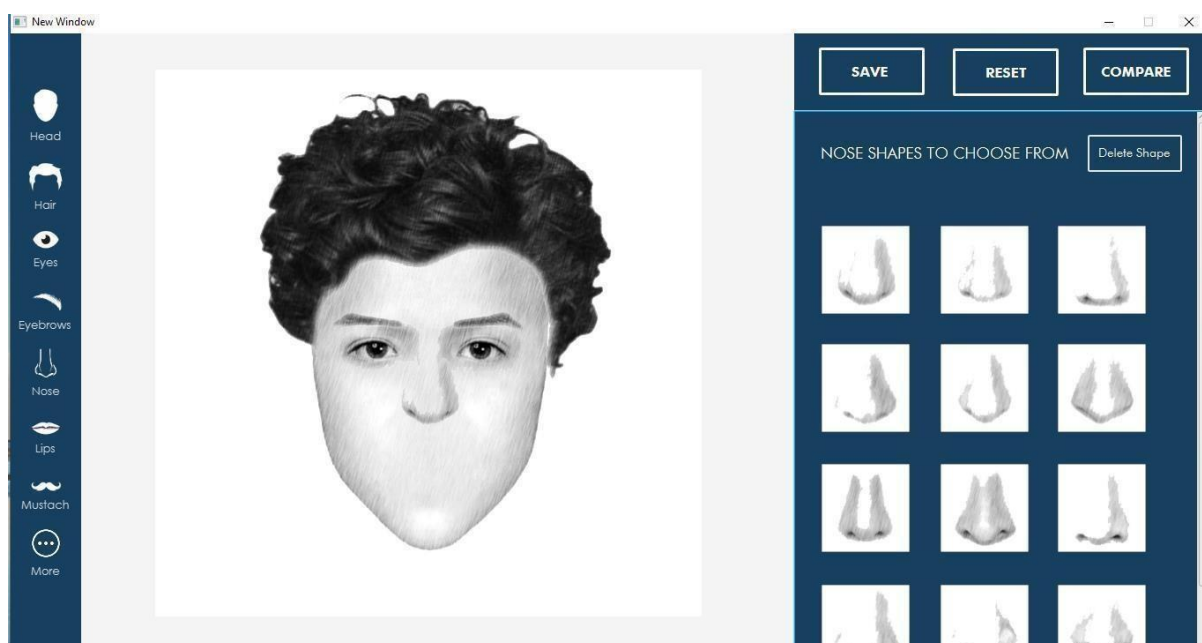 New Window
Head
Hair
Eyes
Eyebrows
Nose
Lips
Mustach
More
SAVE
RESET
COMPARE
NOSE SHAPES TO CHOOSE FROM
Delete Shape